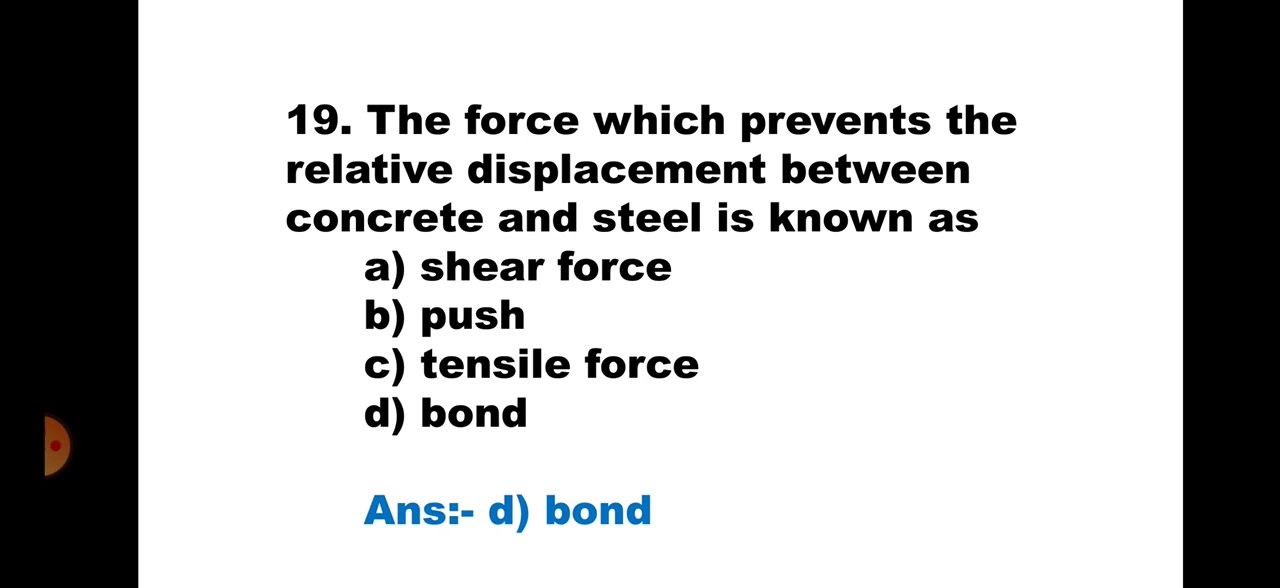 19. The force which prevents the
relative displacement between
concrete and steel is known as
a) shear force
b) push
c) tensile force
d) bond
Ans:- d) bond